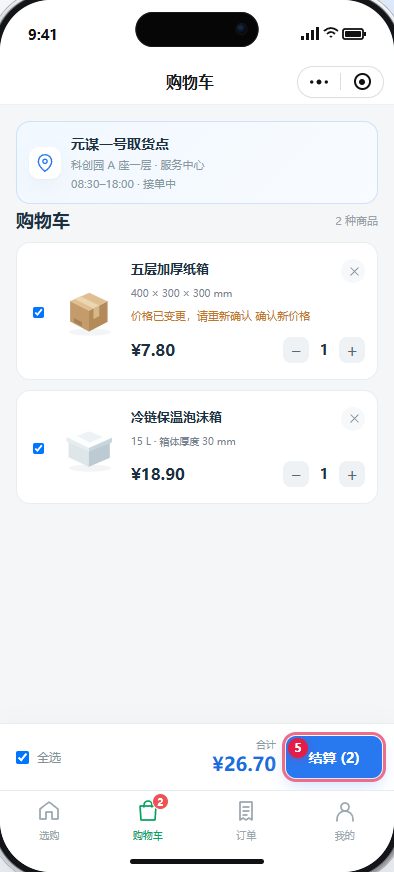 9:41
购物车
元谋一号取货点
科创园 A 座一层 · 服务中心
08:30–18:00 · 接单中
购物车
2 种商品
五层加厚纸箱
400 × 300 × 300 mm
价格已变更，请重新确认 确认新价格
¥7.80
− 1 +
冷链保温泡沫箱
15 L · 箱体厚度 30 mm
¥18.90
− 1 +
全选
合计
¥26.70
5
结算 (2)
2
选购
购物车
订单
我的